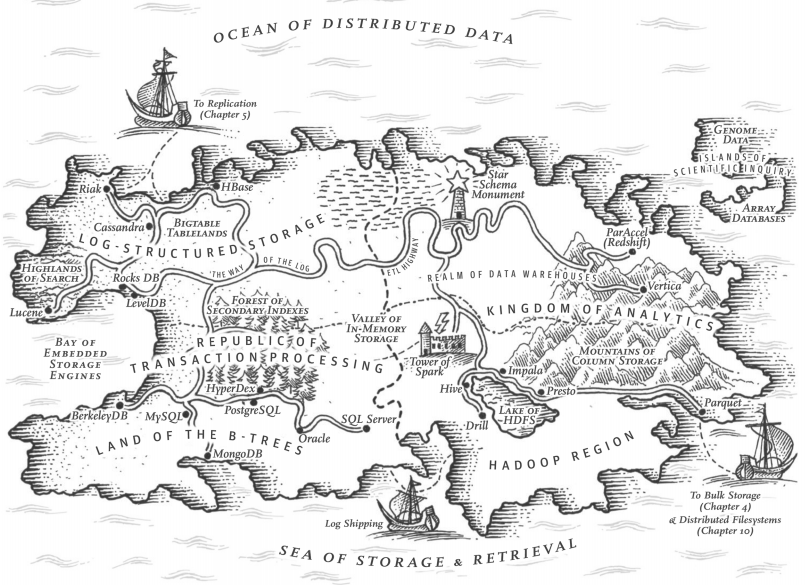 OCEAN OF DISTRIBUTED DATA
To Replication
(Chapter 5)
GENOME
DATA
ISLANDS OF
SCIENTIFIC INQUIRY
ARRAY
DATABASES
Riak
HBase
Cassandra
BIGTABLE
TABLELANDS
LOG-STRUCTURED STORAGE
Star
Schema
Monument
ParAccel
(Redshift)
HIGHLANDS
OF SEARCH
Rocks DB
LevelDB
Lucene
"THE WAY OF THE LOG
ETL HIGHWAY
REALM OF DATA WAREHOUSES
Vertica
KINGDOM OF ANALYTICS
FOREST OF
SECONDARY INDEXES
VALLEY OF
IN-MEMORY
STORAGE
BAY OF
EMBEDDED
STORAGE
ENGINES
REPUBLIC OF
TRANSACTION PROCESSING
Tower of
Spark
MOUNTAINS OF
COLUMN STORAGE
Impala
Hive
Presto
Parquet
HyperDex
PostgreSQL
BerkeleyDB
MySQL
SQL Server
Oracle
Drill
LAKE OF
HDFS
LAND OF THE B-TREES
MongoDB
HADOOP REGION
Log Shipping
To Bulk Storage
(Chapter 4)
& Distributed Filesystems
(Chapter 10)
SEA OF STORAGE & RETRIEVAL